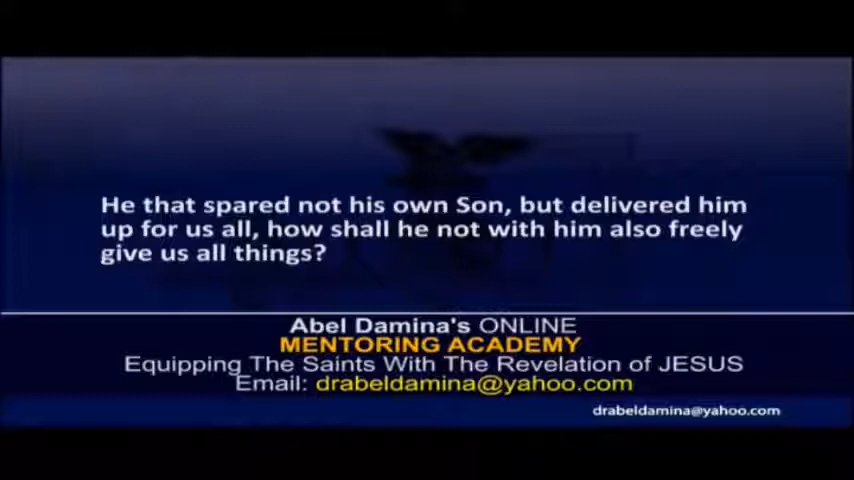 He that spared not his own Son, but delivered him
up for us all, how shall he not with him also freely
give us all things?
Abel Damina's ONLINE
MENTORING ACADEMY
Equipping The Saints With The Revelation of JESUS
Email: drabeldamina@yahoo.com
drabeldamina@yahoo.com